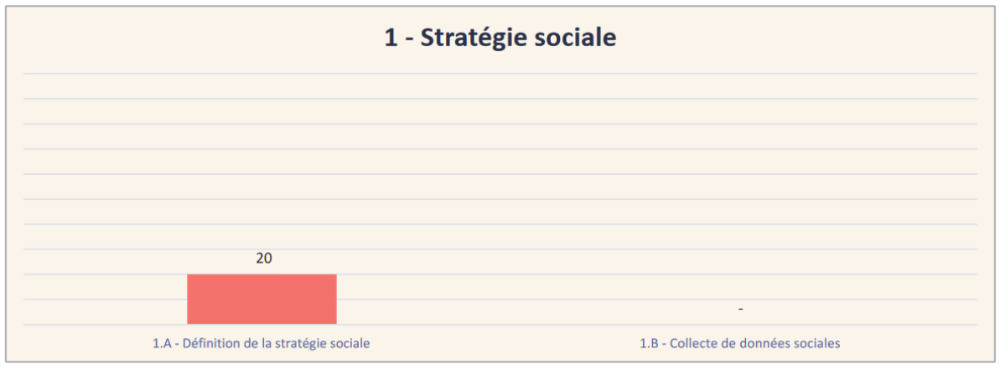 1 - Stratégie sociale
20
-
1.A - Définition de la stratégie sociale
1.B - Collecte de données sociales